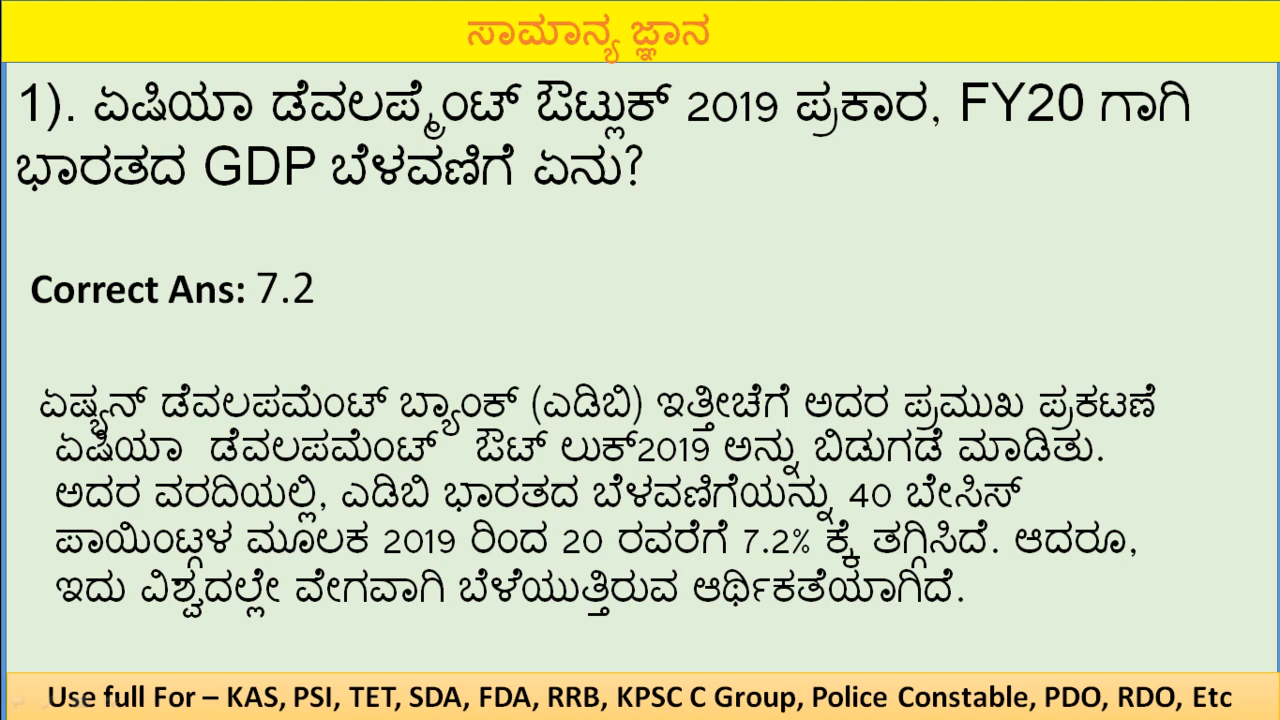 ಸಾಮಾನ್ಯ ಜ್ಞಾನ
1). ಏಷಿಯಾ ಡೆವಲಪ್ಮೆಂಟ್ ಔಟ್ಲುಕ್ 2019 ಪ್ರಕಾರ, FY20 ಗಾಗಿ
ಭಾರತದ GDP ಬೆಳವಣಿಗೆ ಏನು?
Correct Ans: 7.2
ಏಷ್ಯನ್ ಡೆವಲಪಮೆಂಟ್ ಬ್ಯಾಂಕ್ (ಎಡಿಬಿ) ಇತ್ತೀಚೆಗೆ ಅದರ ಪ್ರಮುಖ ಪ್ರಕಟಣೆ
ಏಷಿಯಾ ಡೆವಲಪಮೆಂಟ್ ಔಟ್ ಲುಕ್2019 ಅನ್ನು ಬಿಡುಗಡೆ ಮಾಡಿತು.
ಅದರ ವರದಿಯಲ್ಲಿ, ಎಡಿಬಿ ಭಾರತದ ಬೆಳವಣಿಗೆಯನ್ನು 40 ಬೇಸಿಸ್
ಪಾಯಿಂಟ್ಗಳ ಮೂಲಕ 2019 ರಿಂದ 20 ರವರೆಗೆ 7.2% ಕ್ಕೆ ತಗ್ಗಿಸಿದೆ. ಆದರೂ,
ಇದು ವಿಶ್ವದಲ್ಲೇ ವೇಗವಾಗಿ ಬೆಳೆಯುತ್ತಿರುವ ಆರ್ಥಿಕತೆಯಾಗಿದೆ.
Use full For – KAS, PSI, TET, SDA, FDA, RRB, KPSC C Group, Police Constable, PDO, RDO, Etc